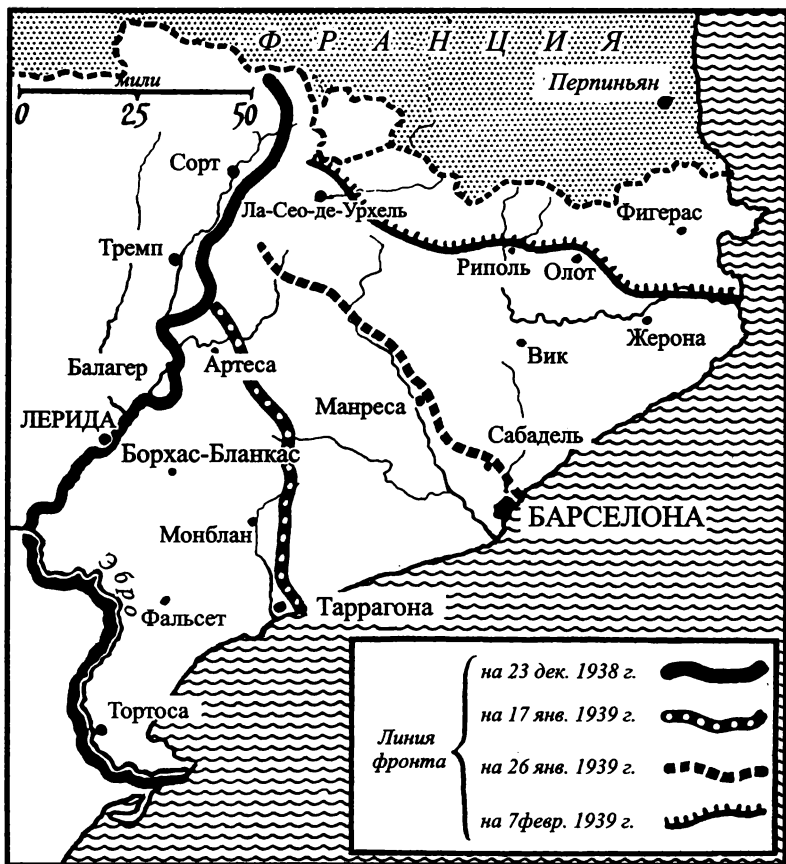 ФРАНЦИЯ
мили
0 25 50
Перпиньян
Сорт
Ла-Сео-де-Урхель
Фигерас
Тремп
Риполь
Олот
Жерона
Балагер
Артеса
Вик
Манреса
ЛЕРИДА
Сабадель
Борхас-Бланкас
БАРСЕЛОНА
Монблан
Эбро
Фальсет
Таррагона
Тортоса
Линия
фронта
на 23 дек. 1938 г.
на 17 янв. 1939 г.
на 26 янв. 1939 г.
на 7февр. 1939 г.